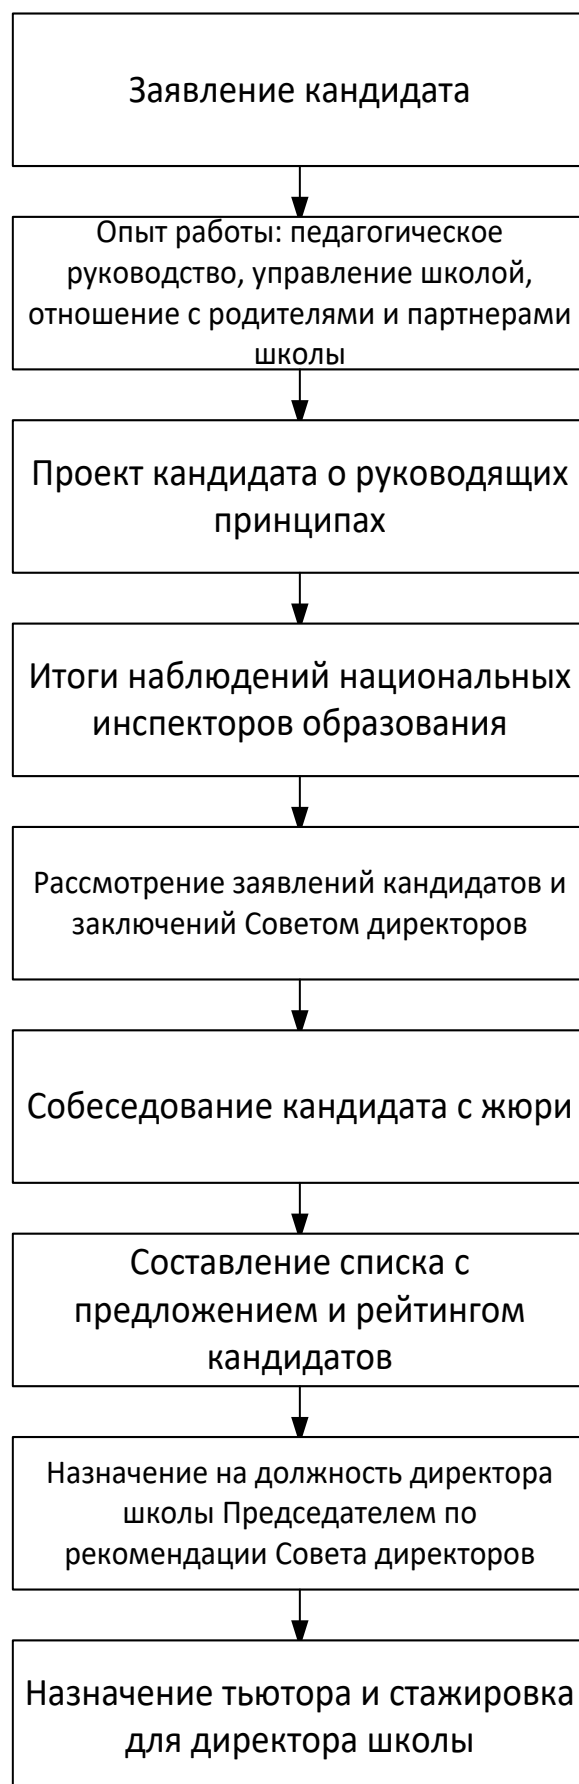 Заявление кандидата
Опыт работы: педагогическое
руководство, управление школой,
отношение с родителями и партнерами
школы
Проект кандидата о руководящих
принципах
Итоги наблюдений национальных
инспекторов образования
Рассмотрение заявлений кандидатов и
заключений Советом директоров
Собеседование кандидата с жюри
Составление списка с
предложением и рейтингом
кандидатов
Назначение на должность директора
школы Председателем по
рекомендации Совета директоров
Назначение тьютора и стажировка
для директора школы